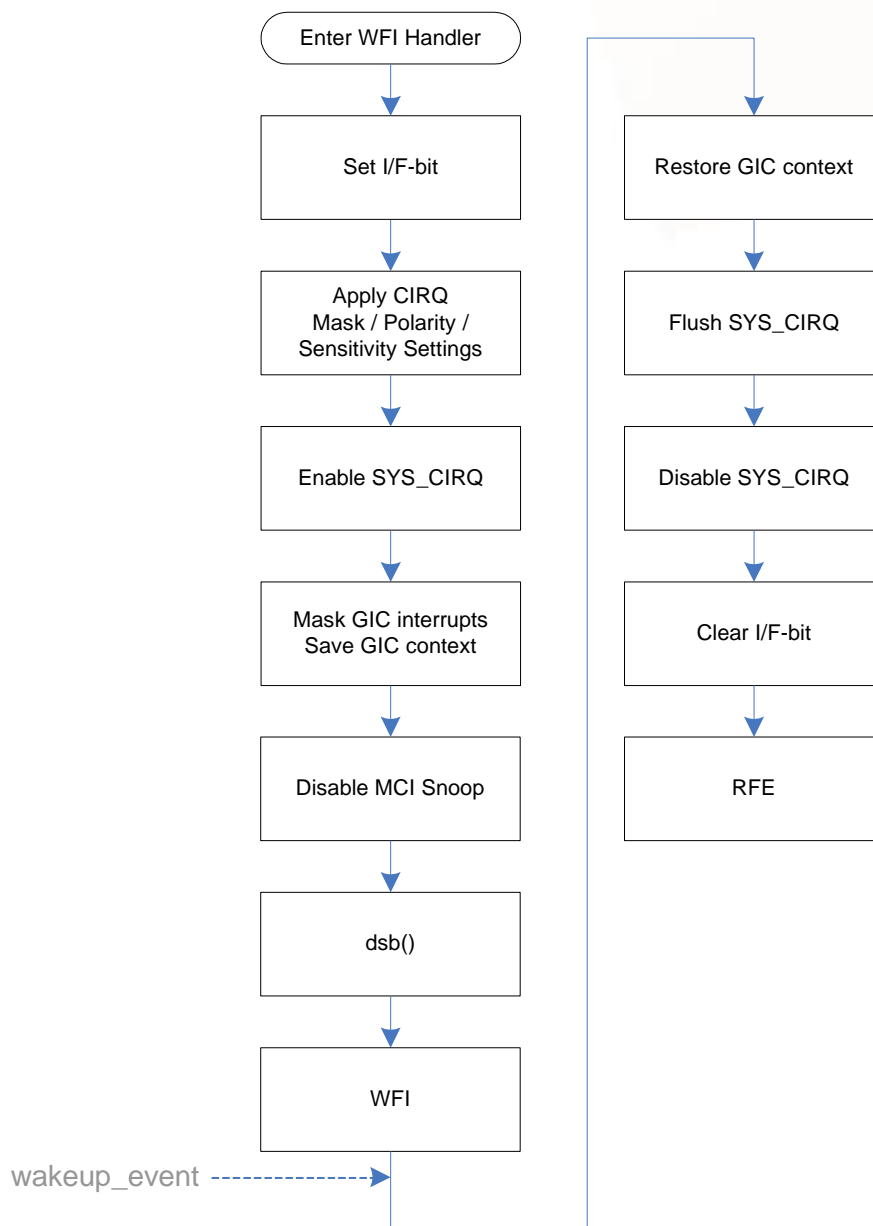 Enter WFI Handler
Set I/F-bit
Apply CIRQ
Mask / Polarity /
Sensitivity Settings
Enable SYS_CIRQ
Mask GIC interrupts
Save GIC context
Disable MCI Snoop
dsb()
WFI
wakeup_event
Restore GIC context
Flush SYS_CIRQ
Disable SYS_CIRQ
Clear I/F-bit
RFE